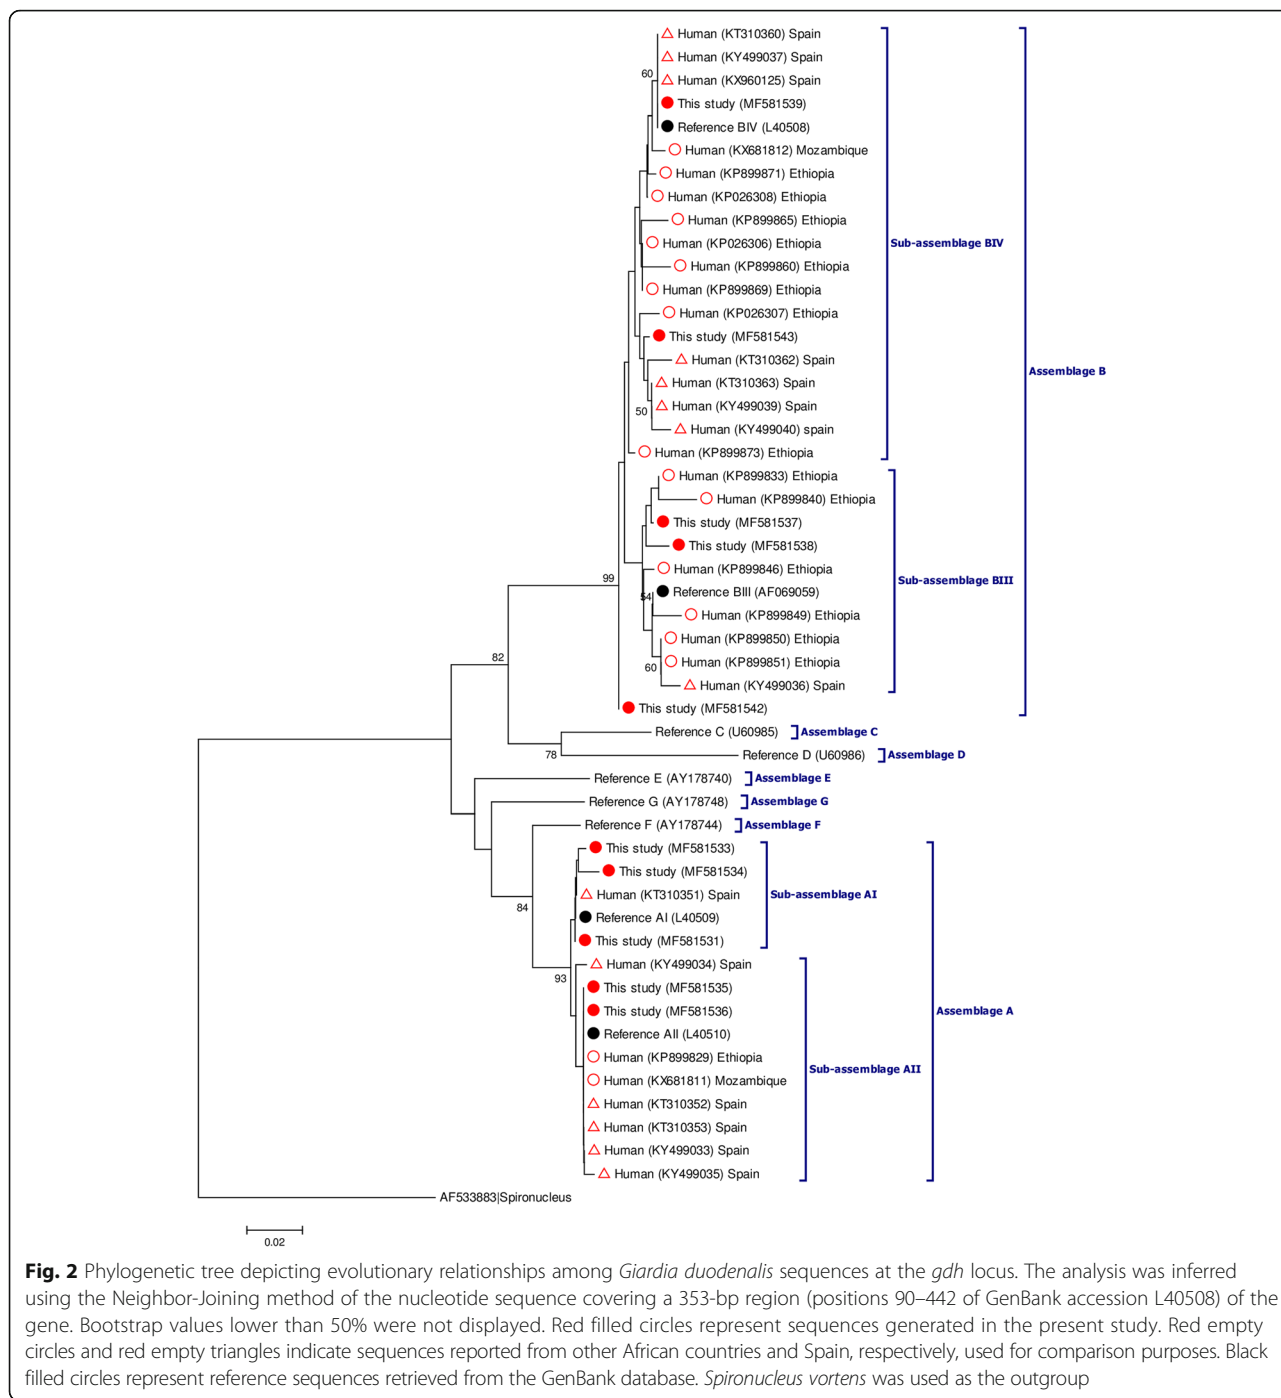 Human (KT310360) Spain
Human (KY499037) Spain
60
Human (KX960125) Spain
This study (MF581539)
Reference BIV (L40508)
Human (KX681812) Mozambique
Human (KP899871) Ethiopia
Human (KP026308) Ethiopia
Human (KP899865) Ethiopia
Human (KP026306) Ethiopia
Sub-assemblage BIV
Human (KP899860) Ethiopia
Human (KP899869) Ethiopia
Human (KP026307) Ethiopia
This study (MF581543)
Human (KT310362) Spain
Assemblage B
Human (KT310363) Spain
Human (KY499039) Spain
50
Human (KY499040) spain
Human (KP899873) Ethiopia
Human (KP899833) Ethiopia
Human (KP899840) Ethiopia
This study (MF581537)
This study (MF581538)
Human (KP899846) Ethiopia
99
Sub-assemblage BIII
Reference BIII (AF069059)
54
Human (KP899849) Ethiopia
Human (KP899850) Ethiopia
82
Human (KP899851) Ethiopia
60
Human (KY499036) Spain
This study (MF581542)
Reference C (U60985)
Assemblage C
78
Reference D (U60986)
Assemblage D
Reference E (AY178740)
Assemblage E
Reference G (AY178748)
Assemblage G
Reference F (AY178744)
Assemblage F
This study (MF581533)
This study (MF581534)
Human (KT310351) Spain
Sub-assemblage AI
84
Reference AI (L40509)
This study (MF581531)
Human (KY499034) Spain
93
This study (MF581535)
This study (MF581536)
Assemblage A
Reference AII (L40510)
Human (KP899829) Ethiopia
Sub-assemblage AII
Human (KX681811) Mozambique
Human (KT310352) Spain
Human (KT310353) Spain
Human (KY499033) Spain
Human (KY499035) Spain
AF533883|Spironucleus
0.02
Fig. 2 Phylogenetic tree depicting evolutionary relationships among Giardia duodenalis sequences at the gdh locus. The analysis was inferred
using the Neighbor-Joining method of the nucleotide sequence covering a 353-bp region (positions 90–442 of GenBank accession L40508) of the
gene. Bootstrap values lower than 50% were not displayed. Red filled circles represent sequences generated in the present study. Red empty
circles and red empty triangles indicate sequences reported from other African countries and Spain, respectively, used for comparison purposes. Black
filled circles represent reference sequences retrieved from the GenBank database. Spironucleus vortens was used as the outgroup